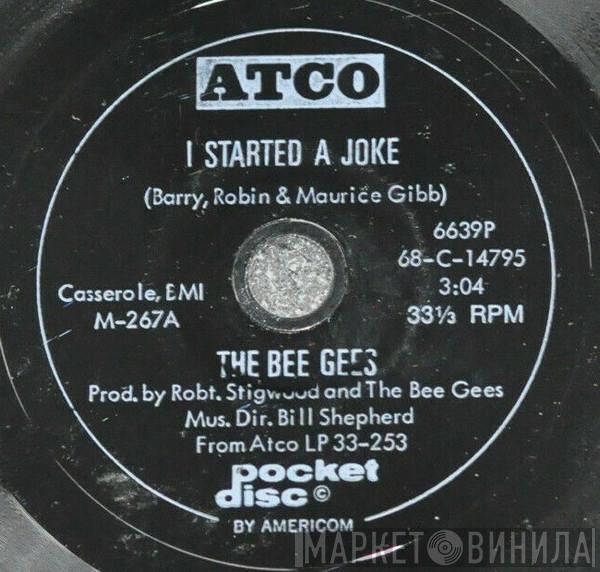 ATCO
I STARTED A JOKE
(Barry, Robin & Maurice Gibb)
6639P
68-C-14795
Casserole, EMI
3:04
M-267A
33⅓ RPM
THE BEE GEES
Prod. by Robt. Stigwood and The Bee Gees
Mus. Dir. Bill Shepherd
From Atco LP 33-253
pocket
disc©
BY AMERICOM
МАРКЕТ ВИНИЛА